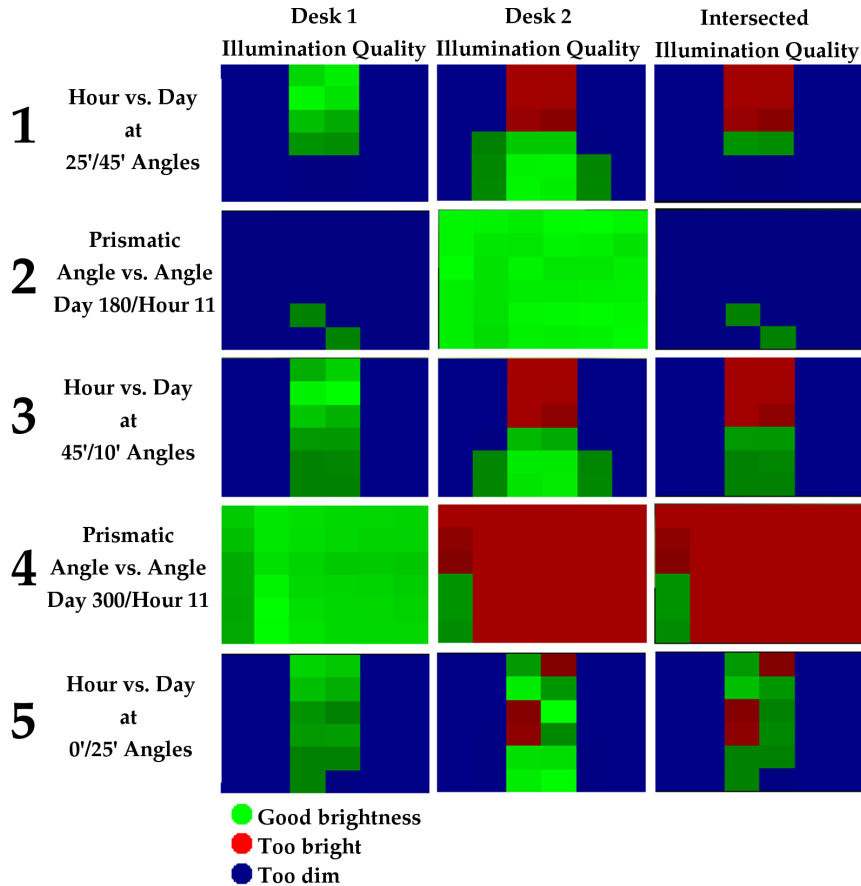 Desk 1
Illumination Quality
Desk 2
Illumination Quality
Intersected
Illumination Quality
1
Hour vs. Day
at
25'/45' Angles
2
Prismatic
Angle vs. Angle
Day 180/Hour 11
3
Hour vs. Day
at
45'/10' Angles
4
Prismatic
Angle vs. Angle
Day 300/Hour 11
5
Hour vs. Day
at
0'/25' Angles
Good brightness
Too bright
Too dim